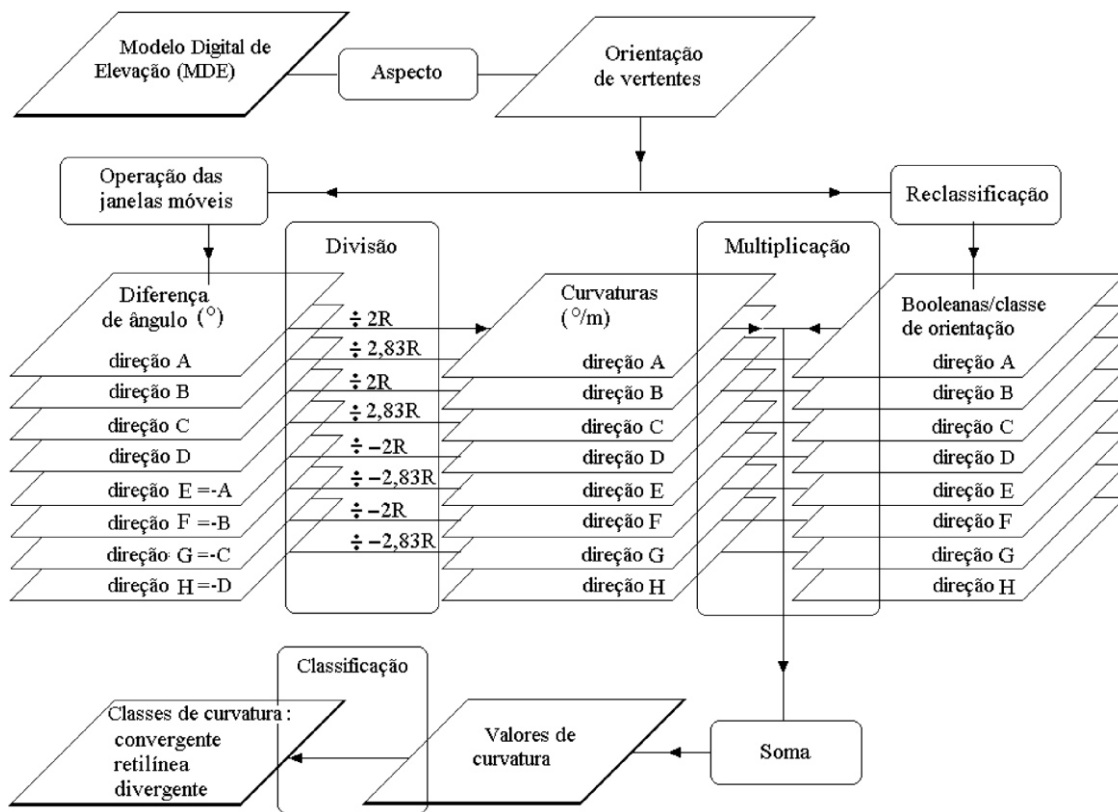 Modelo Digital de
Elevação (MDE)
Aspecto
Orientação
de vertentes
Operação das
janelas móveis
Reclassificação
Divisão
Multiplicação
Diferença
de ângulo (°)
direção A
direção B
direção C
direção D
direção E =-A
direção F =-B
direção G =-C
direção H =-D
÷ 2R
÷ 2,83R
÷ 2R
÷ 2,83R
÷ −2R
÷ −2,83R
÷ −2R
÷ −2,83R
Curvaturas
(°/m)
direção A
direção B
direção C
direção D
direção E
direção F
direção G
direção H
Booleanas/classe
de orientação
direção A
direção B
direção C
direção D
direção E
direção F
direção G
direção H
Classificação
Classes de curvatura :
convergente
retilínea
divergente
Valores de
curvatura
Soma